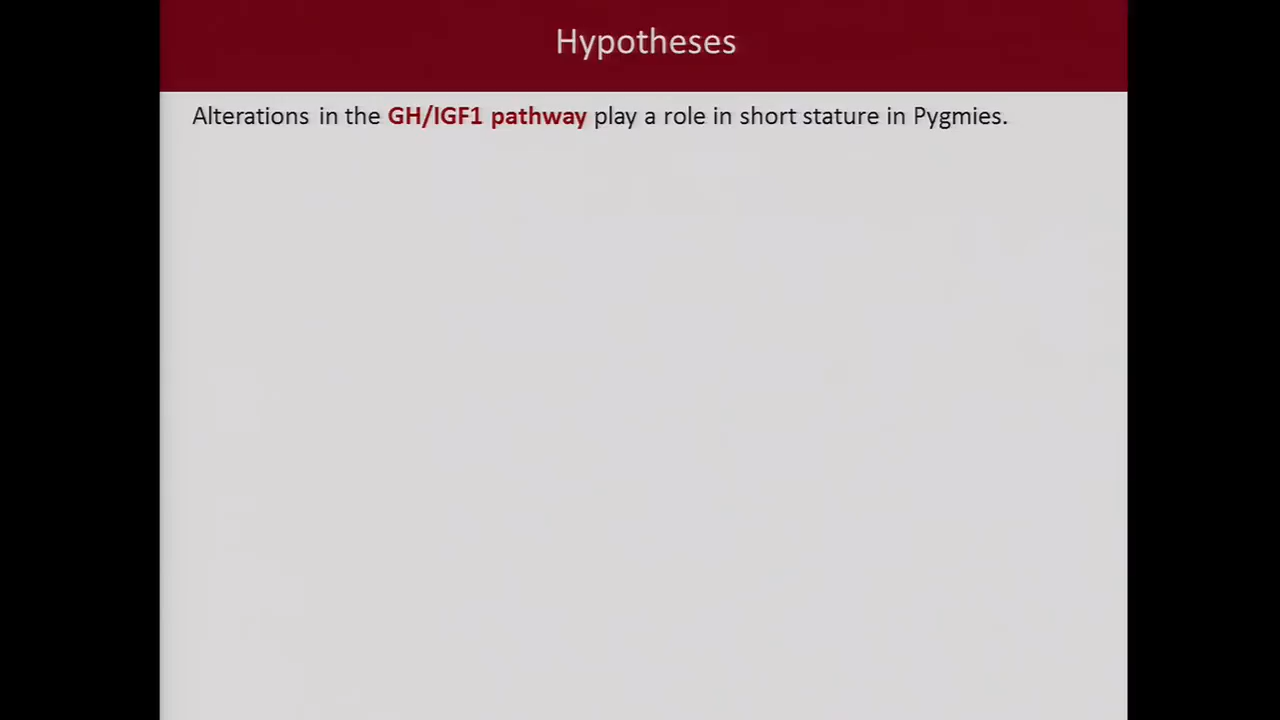 Hypotheses
Alterations in the GH/IGF1 pathway play a role in short stature in Pygmies.